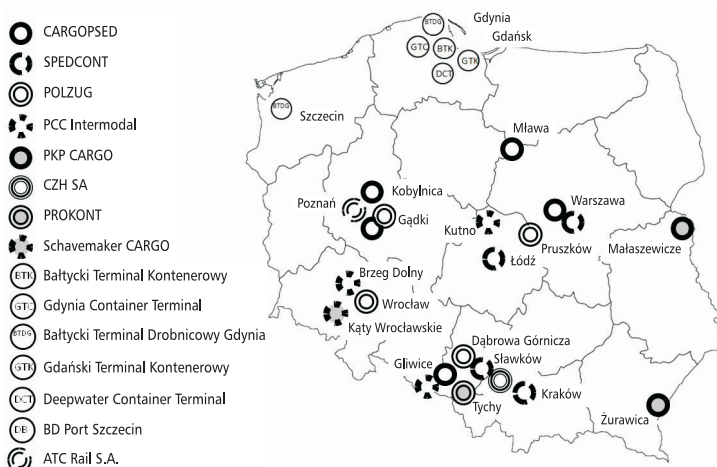 CARGOPSED
SPEDCONT
POLZUG
PCC Intermodal
PKP CARGO
CZH SA
PROKONT
Schavemaker CARGO
BTK Bałtycki Terminal Kontenerowy
GTC Gdynia Container Terminal
BTDG Bałtycki Terminal Drobnicowy Gdynia
GTK Gdański Terminal Kontenerowy
DCT Deepwater Container Terminal
DB BD Port Szczecin
ATC Rail S.A.
BTDG Gdynia
Gdańsk
GTC BTK GTK
DCT
BTDG
Szczecin
Mława
Kobylnica
Poznań
Gądki
Warszawa
Kutno
Pruszków
Małaszewicze
Łódź
Brzeg Dolny
Wrocław
Kąty Wrocławskie
Dąbrowa Górnicza
Gliwice
Sławków
Tychy
Kraków
Żurawica